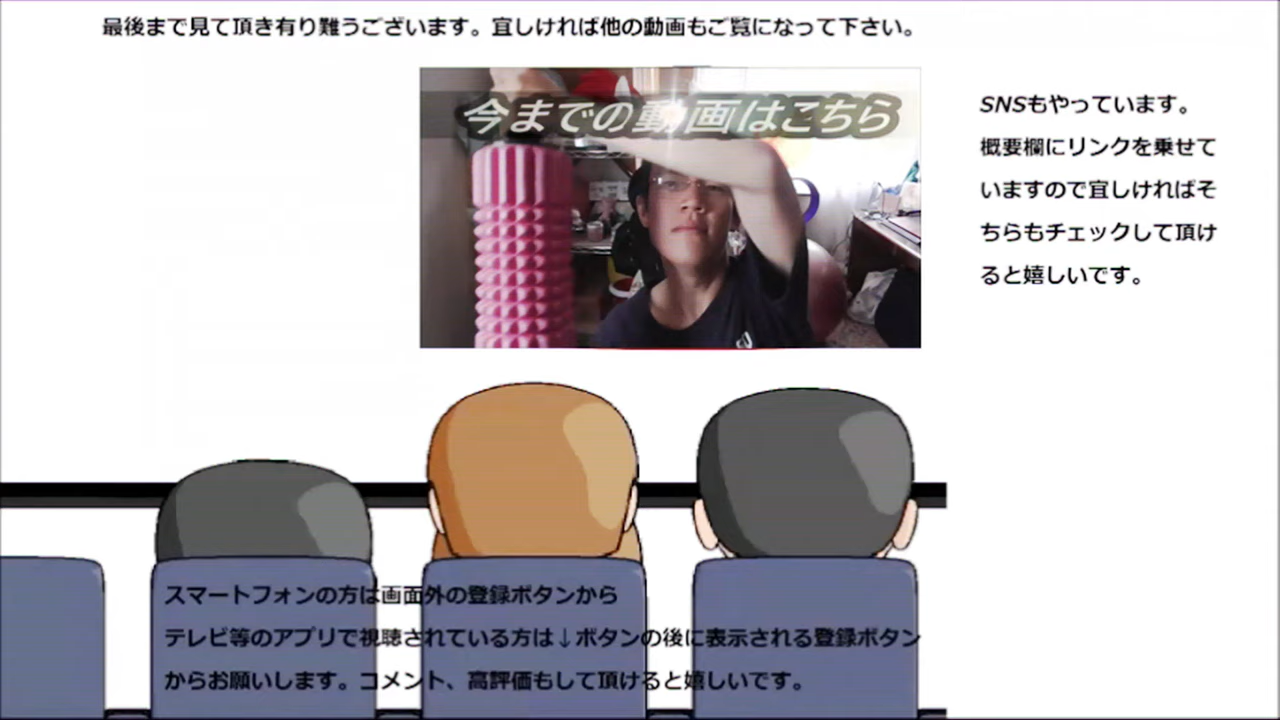 最後まで見て頂き有り難うございます。宜しければ他の動画もご覧になって下さい。
今までの動画はこちら
SNSもやっています。
概要欄にリンクを乗せて
いますので宜しければそ
ちらもチェックして頂け
ると嬉しいです。
スマートフォンの方は画面外の登録ボタンから
テレビ等のアプリで視聴されている方は↓ボタンの後に表示される登録ボタン
からお願いします。コメント、高評価もして頂けると嬉しいです。